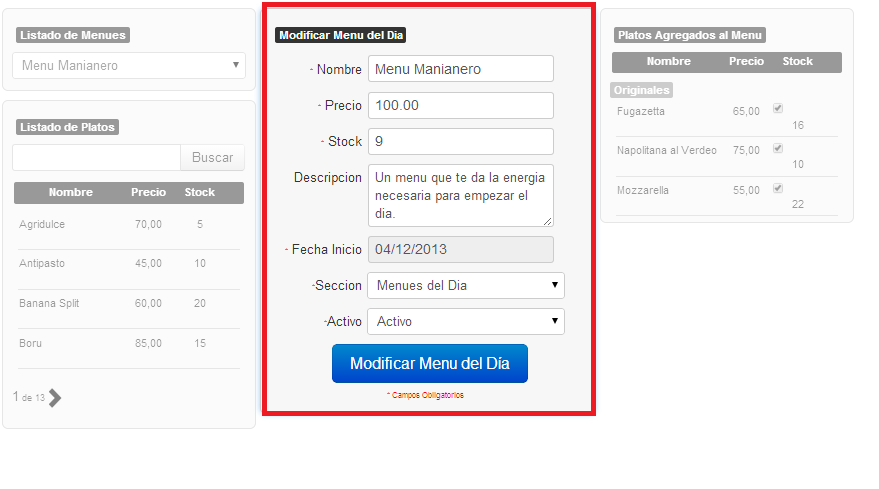 Listado de Menues
Menu Manianero
Listado de Platos
Buscar
Nombre Precio Stock
Agridulce 70,00 5
Antipasto 45,00 10
Banana Split 60,00 20
Boru 85,00 15
1 de 13
Modificar Menu del Dia
- Nombre Menu Manianero
- Precio 100.00
- Stock 9
Descripcion Un menu que te da la energia
necesaria para empezar el
dia.
- Fecha Inicio 04/12/2013
-Seccion Menues del Dia
-Activo Activo
Modificar Menu del Día
* Campos Obligatorios
Platos Agregados al Menu
Nombre Precio Stock
Originales
Fugazetta 65,00
16
Napolitana al Verdeo 75,00
10
Mozzarella 55,00
22